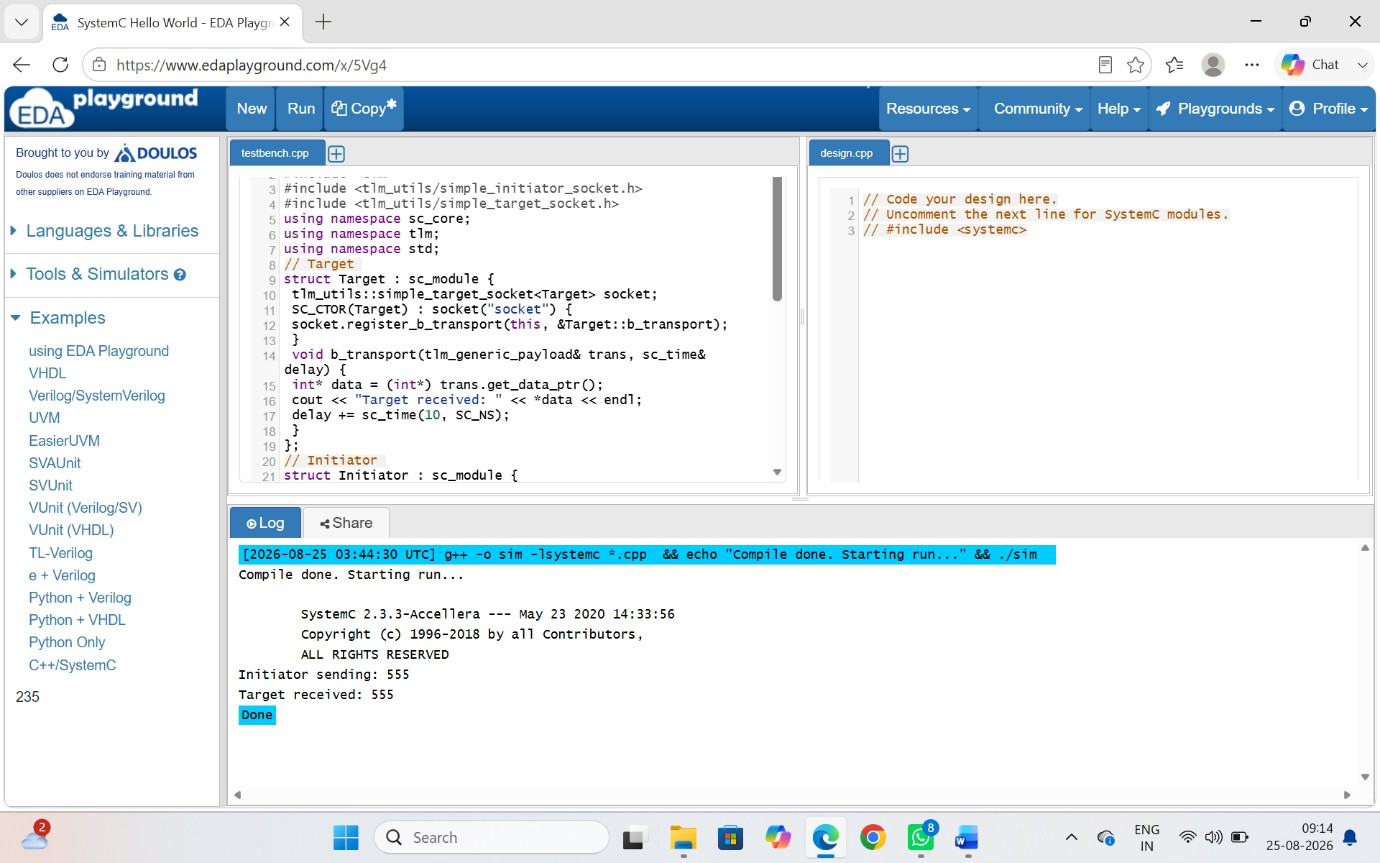 SystemC Hello World - EDA Playgr
https://www.edaplayground.com/x/5Vg4
Chat
EDA playground
New
Run
Copy*
Resources
Community
Help
Playgrounds
Profile
Brought to you by DOULOS
Doulos does not endorse training material from
other suppliers on EDA Playground.
Languages & Libraries
Tools & Simulators
Examples
using EDA Playground
VHDL
Verilog/SystemVerilog
UVM
EasierUVM
SVAUnit
SVUnit
VUnit (Verilog/SV)
VUnit (VHDL)
TL-Verilog
e + Verilog
Python + Verilog
Python + VHDL
Python Only
C++/SystemC
235
testbench.cpp
3 #include <tlm_utils/simple_initiator_socket.h>
4 #include <tlm_utils/simple_target_socket.h>
5 using namespace sc_core;
6 using namespace tlm;
7 using namespace std;
8 // Target
9 struct Target : sc_module {
10 tlm_utils::simple_target_socket<Target> socket;
11 SC_CTOR(Target) : socket("socket") {
12 socket.register_b_transport(this, &Target::b_transport);
13 }
14 void b_transport(tlm_generic_payload& trans, sc_time&
delay) {
15 int* data = (int*) trans.get_data_ptr();
16 cout << "Target received: " << *data << endl;
17 delay += sc_time(10, SC_NS);
18 }
19 };
20 // Initiator
21 struct Initiator : sc_module {
design.cpp
1 // Code your design here.
2 // Uncomment the next line for SystemC modules.
3 // #include <systemc>
Log
Share
[2026-08-25 03:44:30 UTC] g++ -o sim -lsystemc *.cpp && echo "Compile done. Starting run..." && ./sim
Compile done. Starting run...
SystemC 2.3.3-Accellera --- May 23 2020 14:33:56
Copyright (c) 1996-2018 by all Contributors,
ALL RIGHTS RESERVED
Initiator sending: 555
Target received: 555
Done
2
Search
8
ENG
IN
09:14
25-08-2026